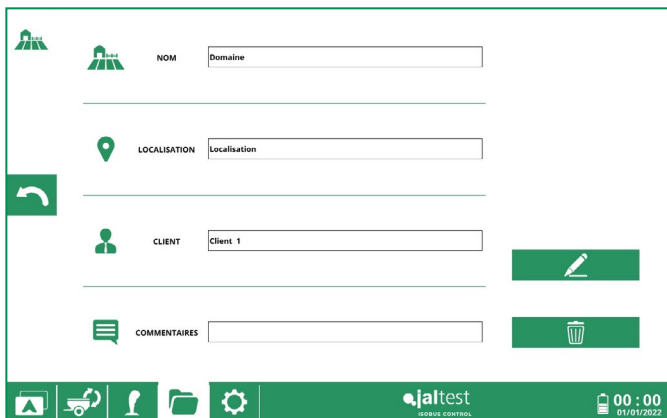 NOM
Domaine
LOCALISATION
Localisation
CLIENT
Client 1
COMMENTAIRES
jaltest
ISOBUS CONTROL
00 : 00
01/01/2022